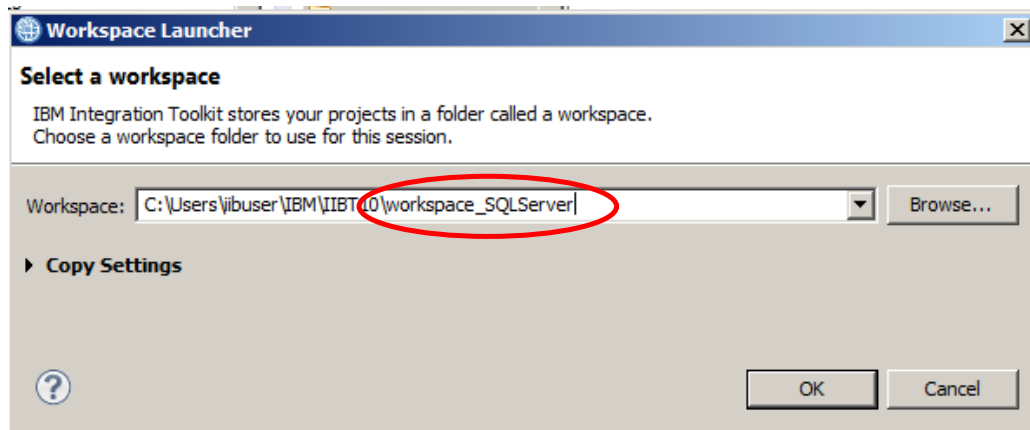 Workspace Launcher
Select a workspace
IBM Integration Toolkit stores your projects in a folder called a workspace.
Choose a workspace folder to use for this session.
Workspace: C:\Users\iibuser\IBM\IIBT10\workspace_SQLServer Browse...
Copy Settings
OK Cancel